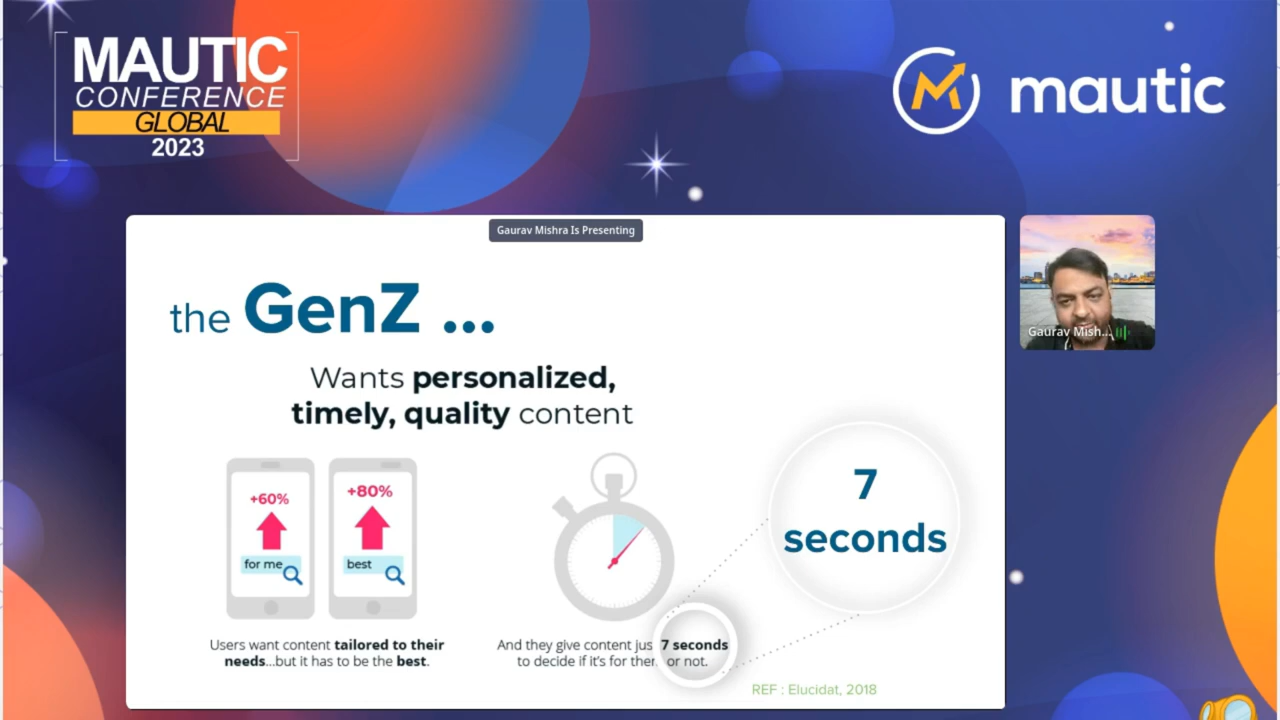 MAUTIC
CONFERENCE
GLOBAL
2023
mautic
Gaurav Mishra Is Presenting
the GenZ ...
Wants personalized,
timely, quality content
+60%
for me
+80%
best
7
seconds
Gaurav Mish...
Users want content tailored to their
needs...but it has to be the best.
And they give content jus 7 seconds
to decide if it's for ther or not.
REF : Elucidat, 2018